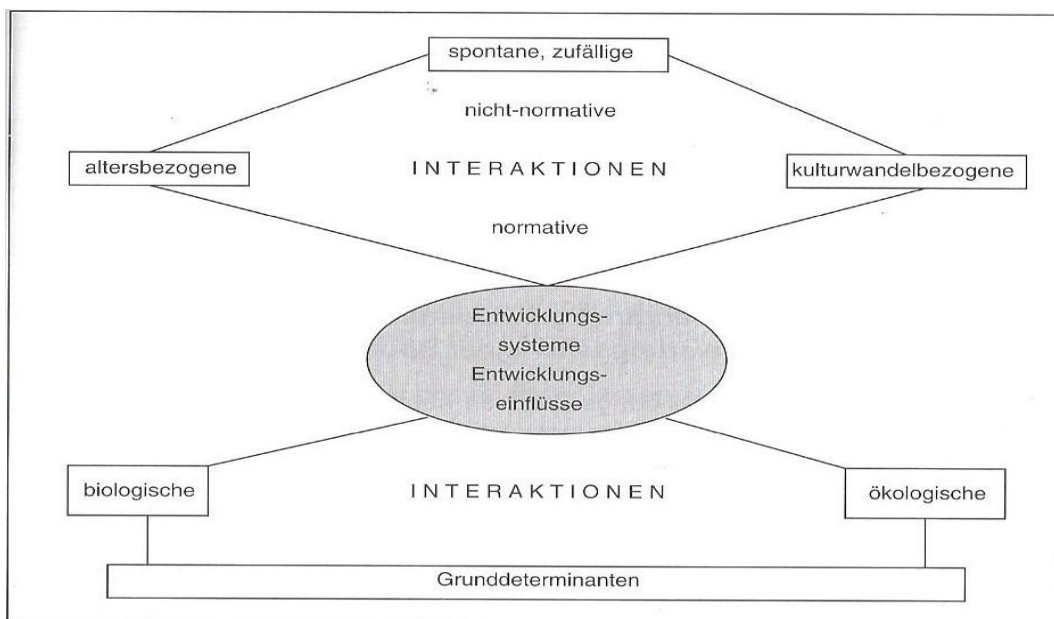 spontane, zufällige
nicht-normative
altersbezogene
INTERAKTIONEN
kulturwandelbezogene
normative
Entwicklungs-
systeme
Entwicklungs-
einflüsse
biologische
INTERAKTIONEN
ökologische
Grunddeterminanten